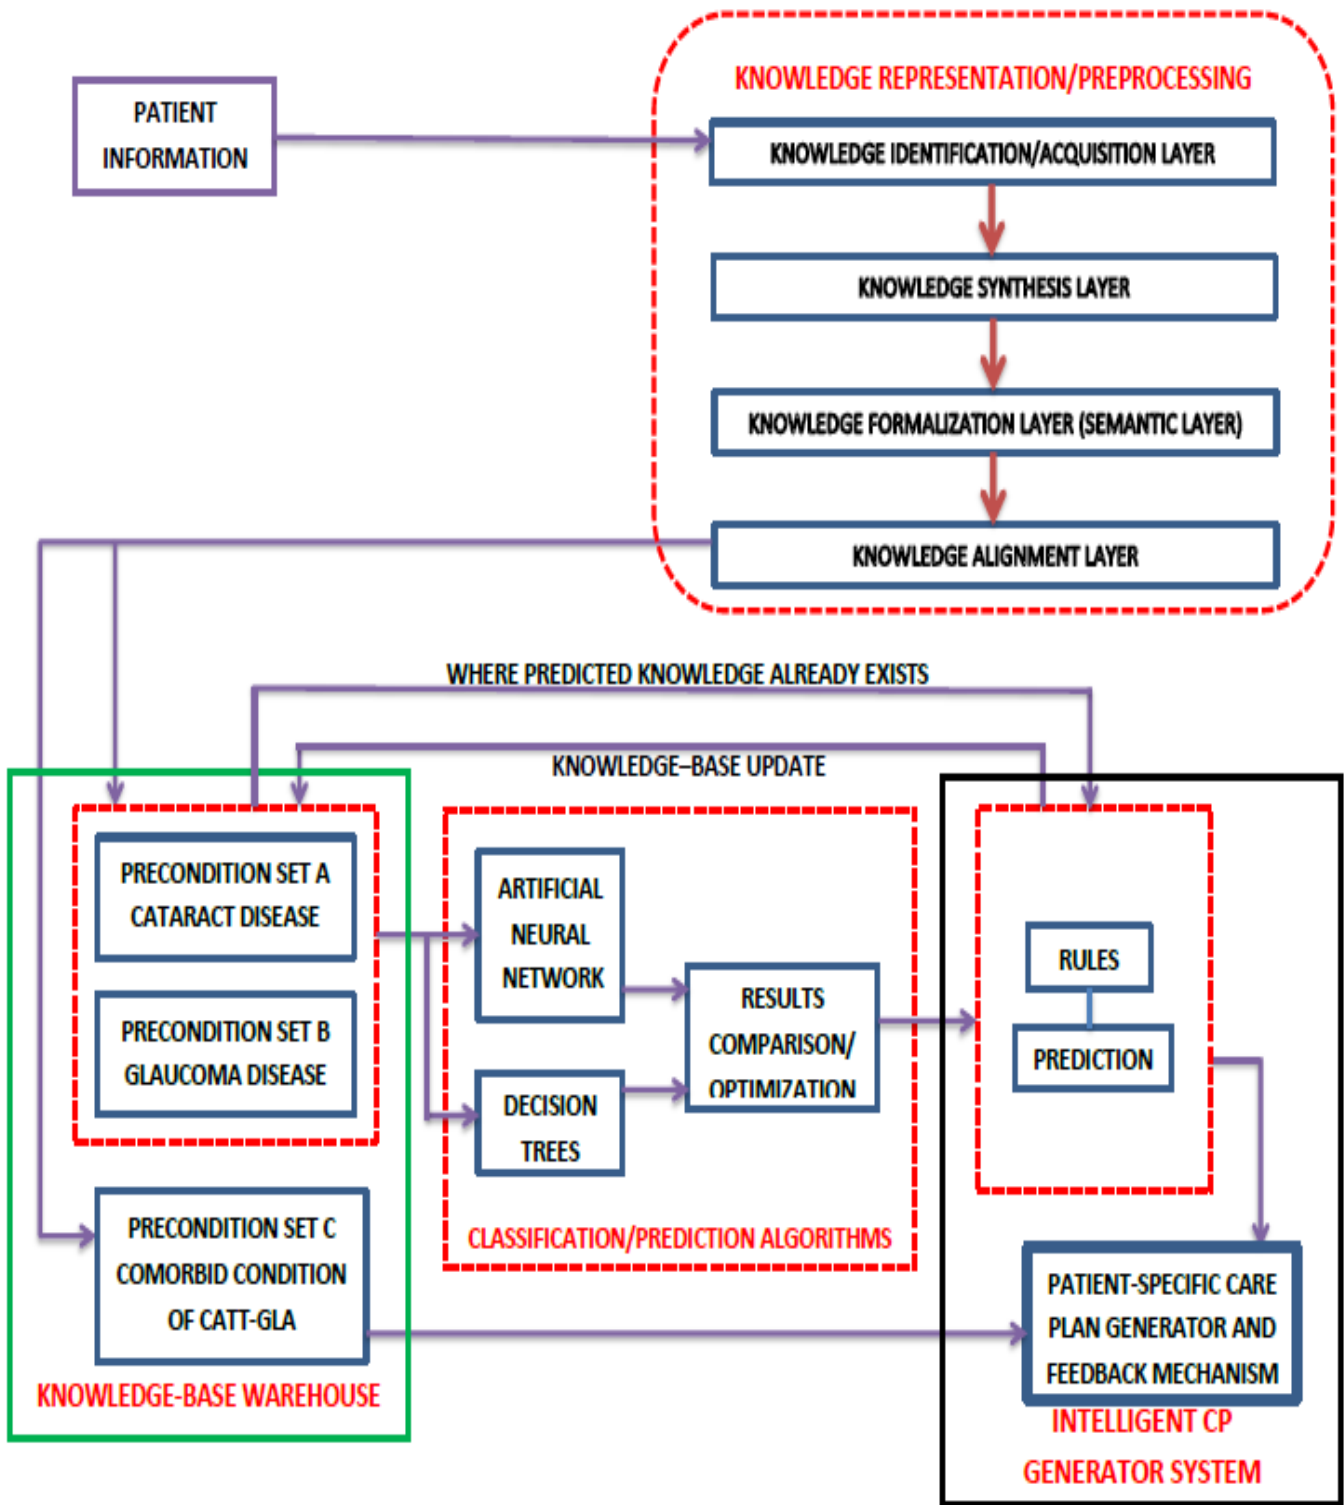 KNOWLEDGE REPRESENTATION/PREPROCESSING
PATIENT
INFORMATION
KNOWLEDGE IDENTIFICATION/ACQUISITION LAYER
KNOWLEDGE SYNTHESIS LAYER
KNOWLEDGE FORMALIZATION LAYER (SEMANTIC LAYER)
KNOWLEDGE ALIGNMENT LAYER
WHERE PREDICTED KNOWLEDGE ALREADY EXISTS
KNOWLEDGE–BASE UPDATE
PRECONDITION SET A
CATARACT DISEASE
PRECONDITION SET B
GLAUCOMA DISEASE
PRECONDITION SET C
COMORBID CONDITION
OF CATT-GLA
KNOWLEDGE-BASE WAREHOUSE
ARTIFICIAL
NEURAL
NETWORK
DECISION
TREES
RESULTS
COMPARISON/
OPTIMIZATION
CLASSIFICATION/PREDICTION ALGORITHMS
RULES
PREDICTION
PATIENT-SPECIFIC CARE
PLAN GENERATOR AND
FEEDBACK MECHANISM
INTELLIGENT CP
GENERATOR SYSTEM